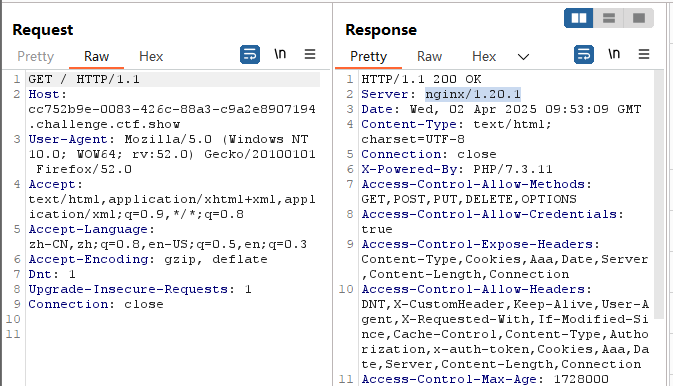 Request
Pretty Raw Hex \n
1 GET / HTTP/1.1
2 Host:
cc752b9e-0083-426c-88a3-c9a2e8907194
.challenge.ctf.show
3 User-Agent: Mozilla/5.0 (Windows NT
10.0; WOW64; rv:52.0) Gecko/20100101
Firefox/52.0
4 Accept:
text/html,application/xhtml+xml,appl
ication/xml;q=0.9,*/*;q=0.8
5 Accept-Language:
zh-CN,zh;q=0.8,en-US;q=0.5,en;q=0.3
6 Accept-Encoding: gzip, deflate
7 Dnt: 1
8 Upgrade-Insecure-Requests: 1
9 Connection: close
10
11
Response
Pretty Raw Hex \n
1 HTTP/1.1 200 OK
2 Server: nginx/1.20.1
3 Date: Wed, 02 Apr 2025 09:53:09 GMT
4 Content-Type: text/html;
charset=UTF-8
5 Connection: close
6 X-Powered-By: PHP/7.3.11
7 Access-Control-Allow-Methods:
GET,POST,PUT,DELETE,OPTIONS
8 Access-Control-Allow-Credentials:
true
9 Access-Control-Expose-Headers:
Content-Type,Cookies,Aaa,Date,Server
,Content-Length,Connection
10 Access-Control-Allow-Headers:
DNT,X-CustomHeader,Keep-Alive,User-A
gent,X-Requested-With,If-Modified-Si
nce,Cache-Control,Content-Type,Autho
rization,x-auth-token,Cookies,Aaa,Da
te,Server,Content-Length,Connection
11 Access-Control-Max-Age: 1728000